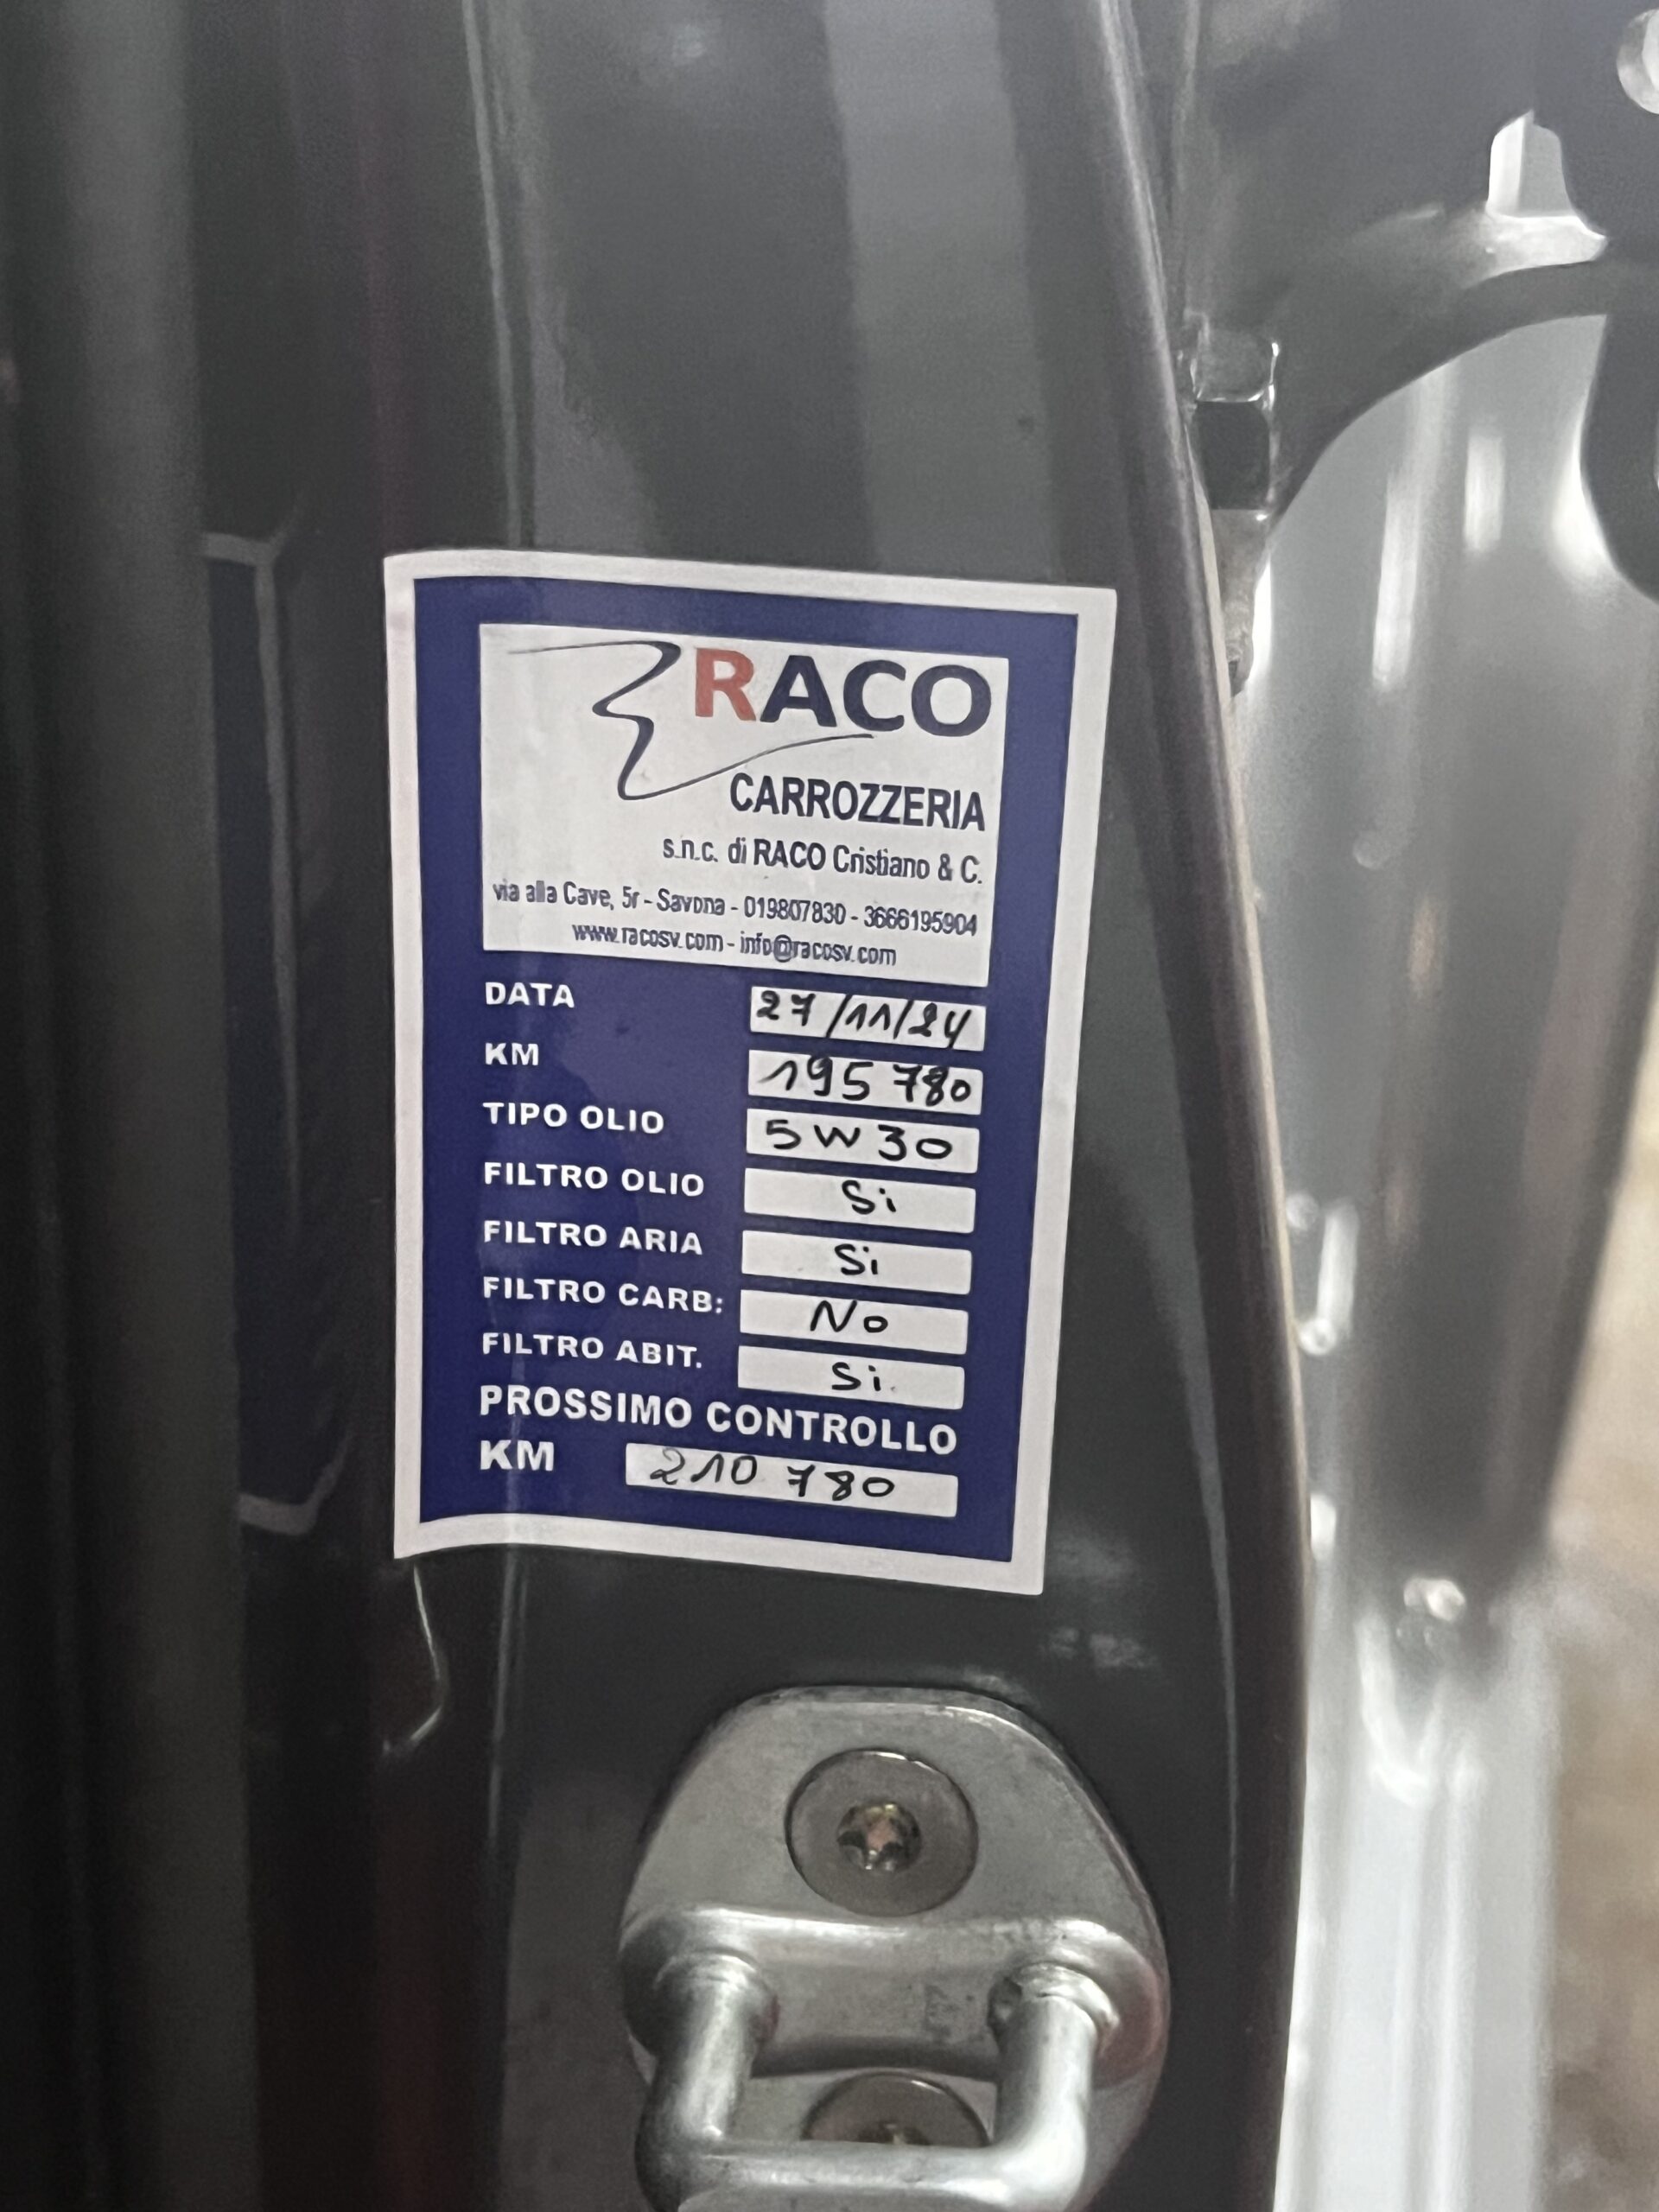 RACO
CARROZZERIA
s.n.c. di RACO Cristiano & C.
via alla Cave, 5r - Savona - 019807830 - 3666195904
www.racosv.com - info@racosv.com
DATA 27/11/24
KM 195 780
TIPO OLIO 5W30
FILTRO OLIO Si
FILTRO ARIA Si
FILTRO CARB: No
FILTRO ABIT. Si
PROSSIMO CONTROLLO
KM 210 780